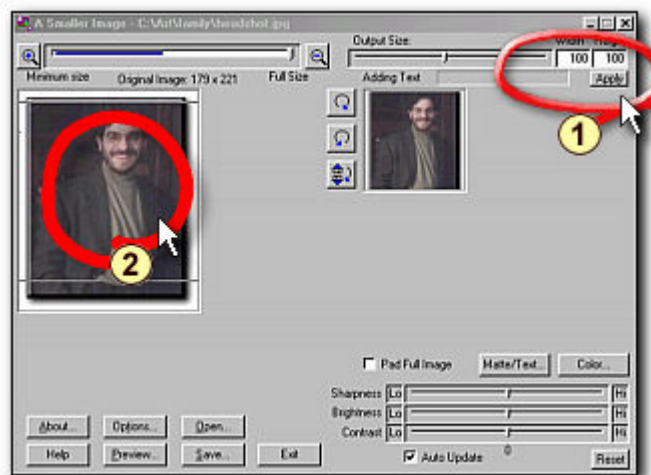 A Smaller Image - C:\Art\family\headshot.jpg
Output Size:
Width Height
100 100
Minimum size Original Image: 179 x 221 Full Size
Adding Text
Apply
1
2
Pad Full Image Matte/Text... Color...
Sharpness Lo Hi
Brightness Lo Hi
Contrast Lo Hi
0
About... Options... Open...
Help Preview... Save... Exit
Auto Update
Reset